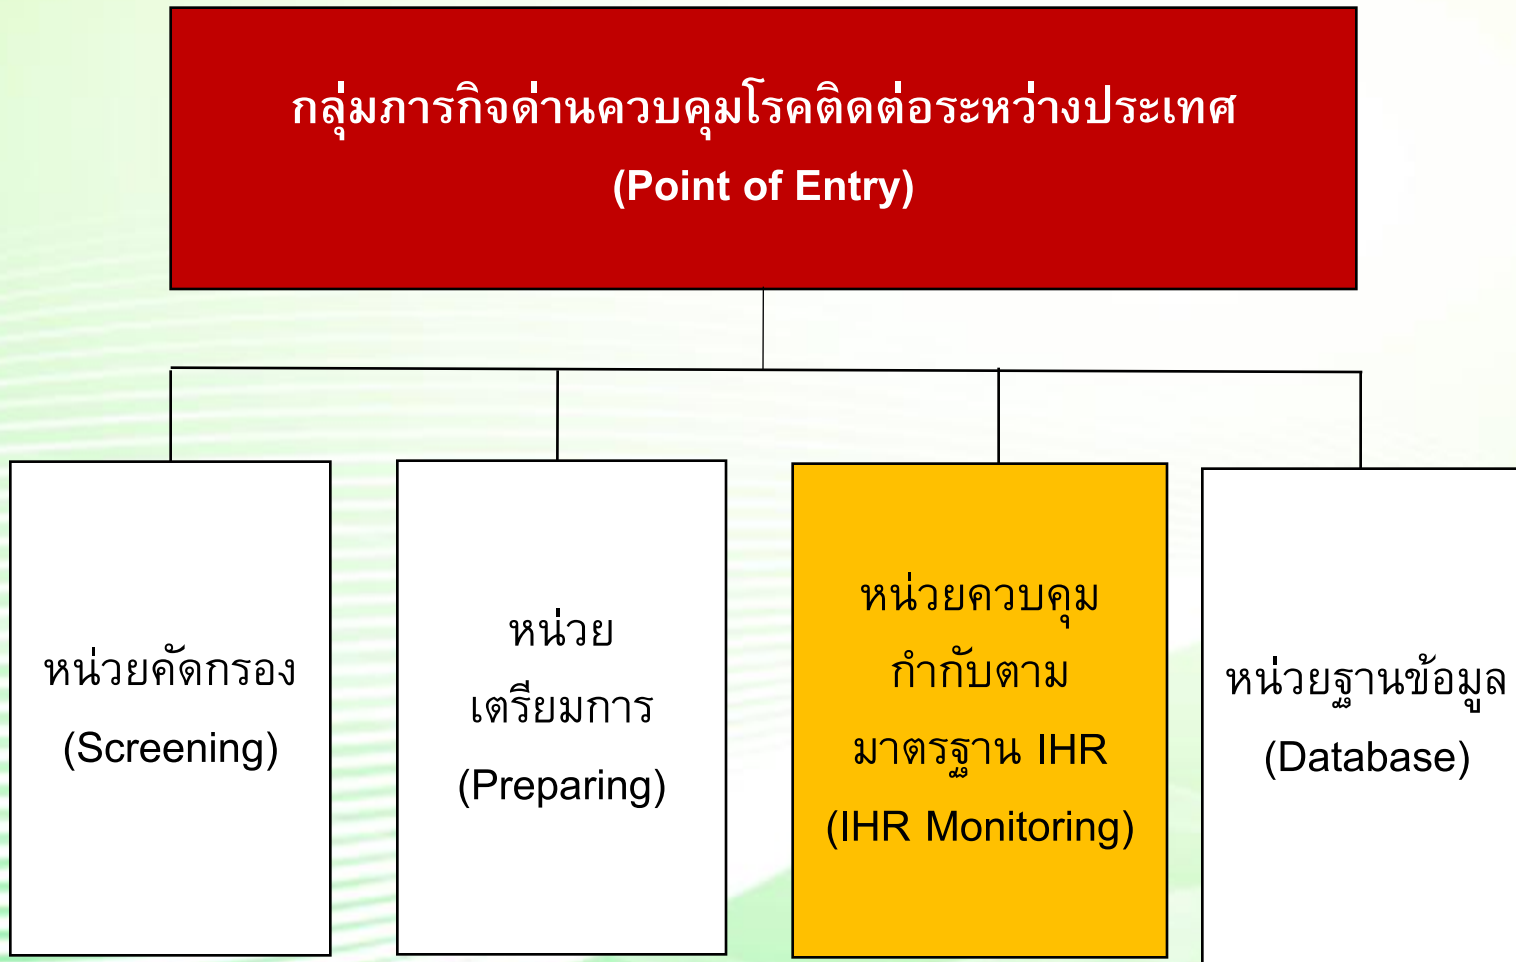 กลุ่มภารกิจด่านควบคุมโรคติดต่อระหว่างประเทศ
(Point of Entry)
หน่วยคัดกรอง
(Screening)
หน่วย
เตรียมการ
(Preparing)
หน่วยควบคุม
กำกับตาม
มาตรฐาน IHR
(IHR Monitoring)
หน่วยฐานข้อมูล
(Database)